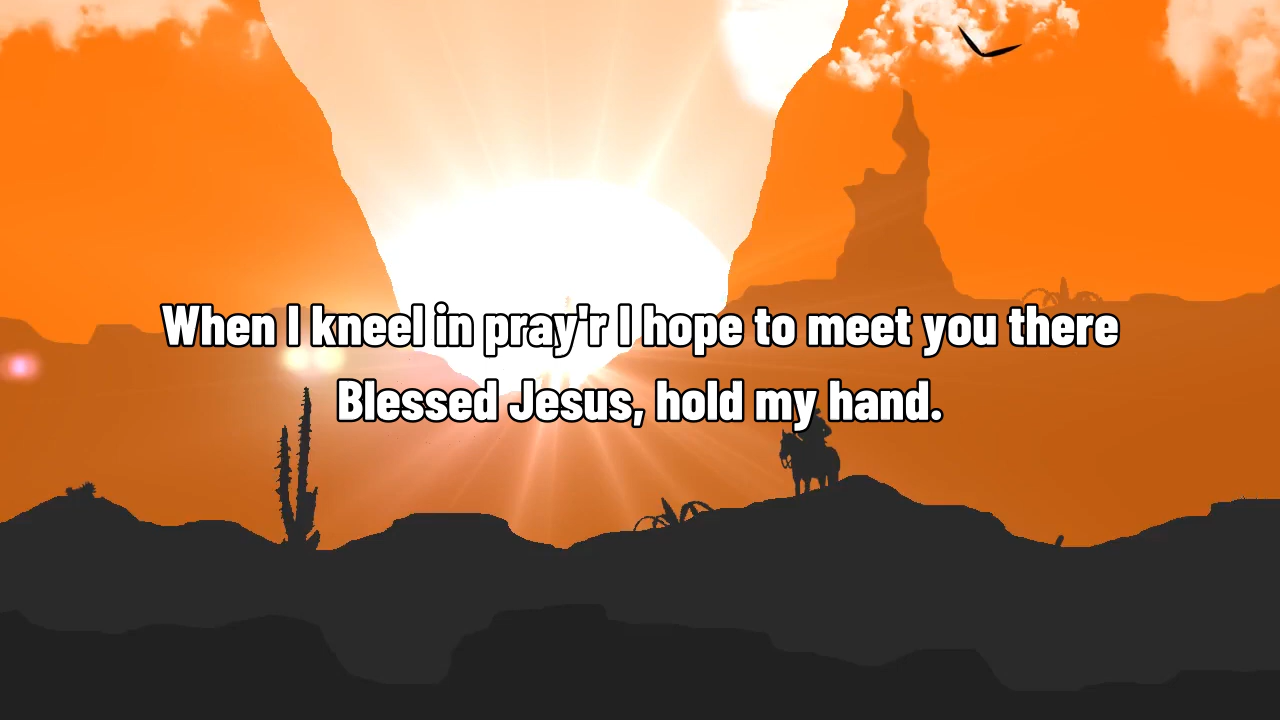 When I kneel in pray'r I hope to meet you there
Blessed Jesus, hold my hand.